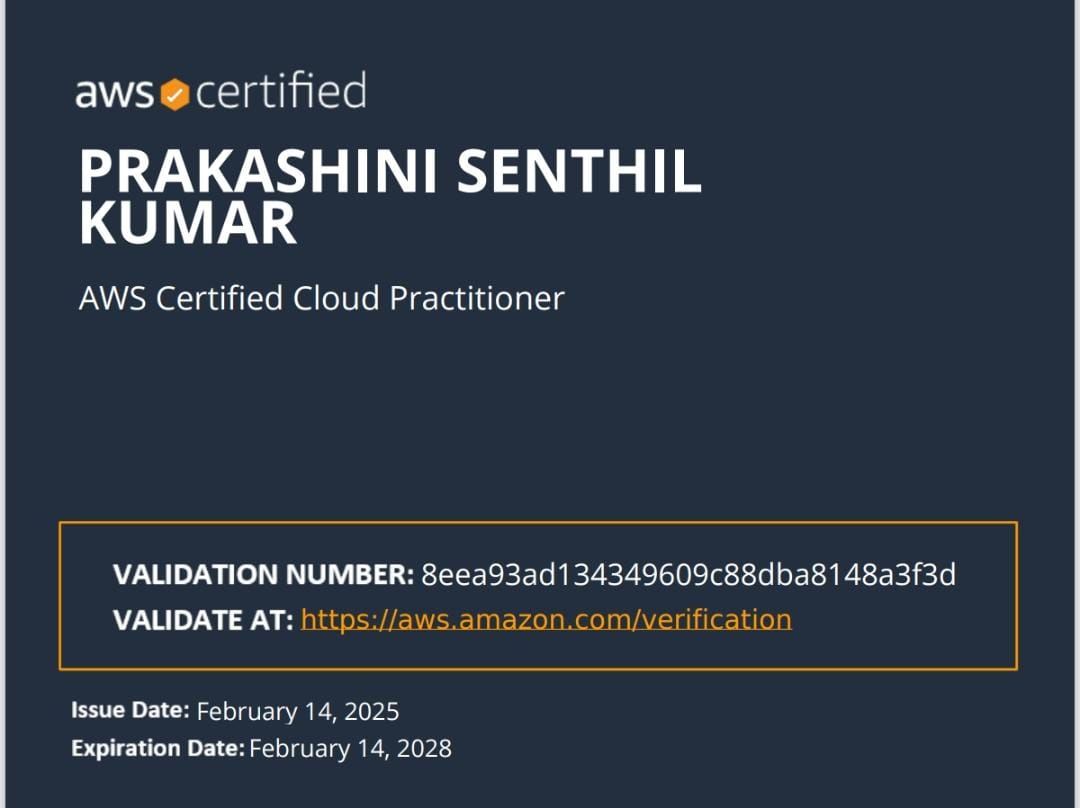 aws certified
PRAKASHINI SENTHIL
KUMAR
AWS Certified Cloud Practitioner
VALIDATION NUMBER: 8eea93ad134349609c88dba8148a3f3d
VALIDATE AT: https://aws.amazon.com/verification
Issue Date: February 14, 2025
Expiration Date: February 14, 2028